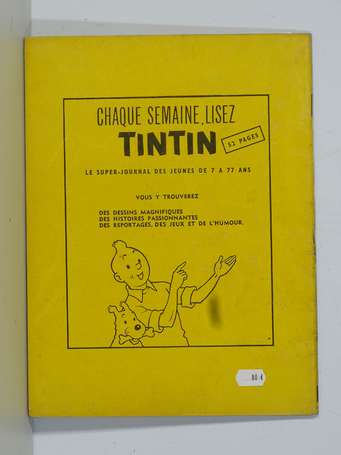 CHAQUE SEMAINE, LISEZ
TINTIN
52 PAGES
LE SUPER-JOURNAL DES JEUNES DE 7 A 77 ANS
VOUS Y TROUVEREZ
DES DESSINS MAGNIFIQUES
DES HISTOIRES PASSIONNANTES
DES REPORTAGES, DES JEUX ET DE L'HUMOUR.